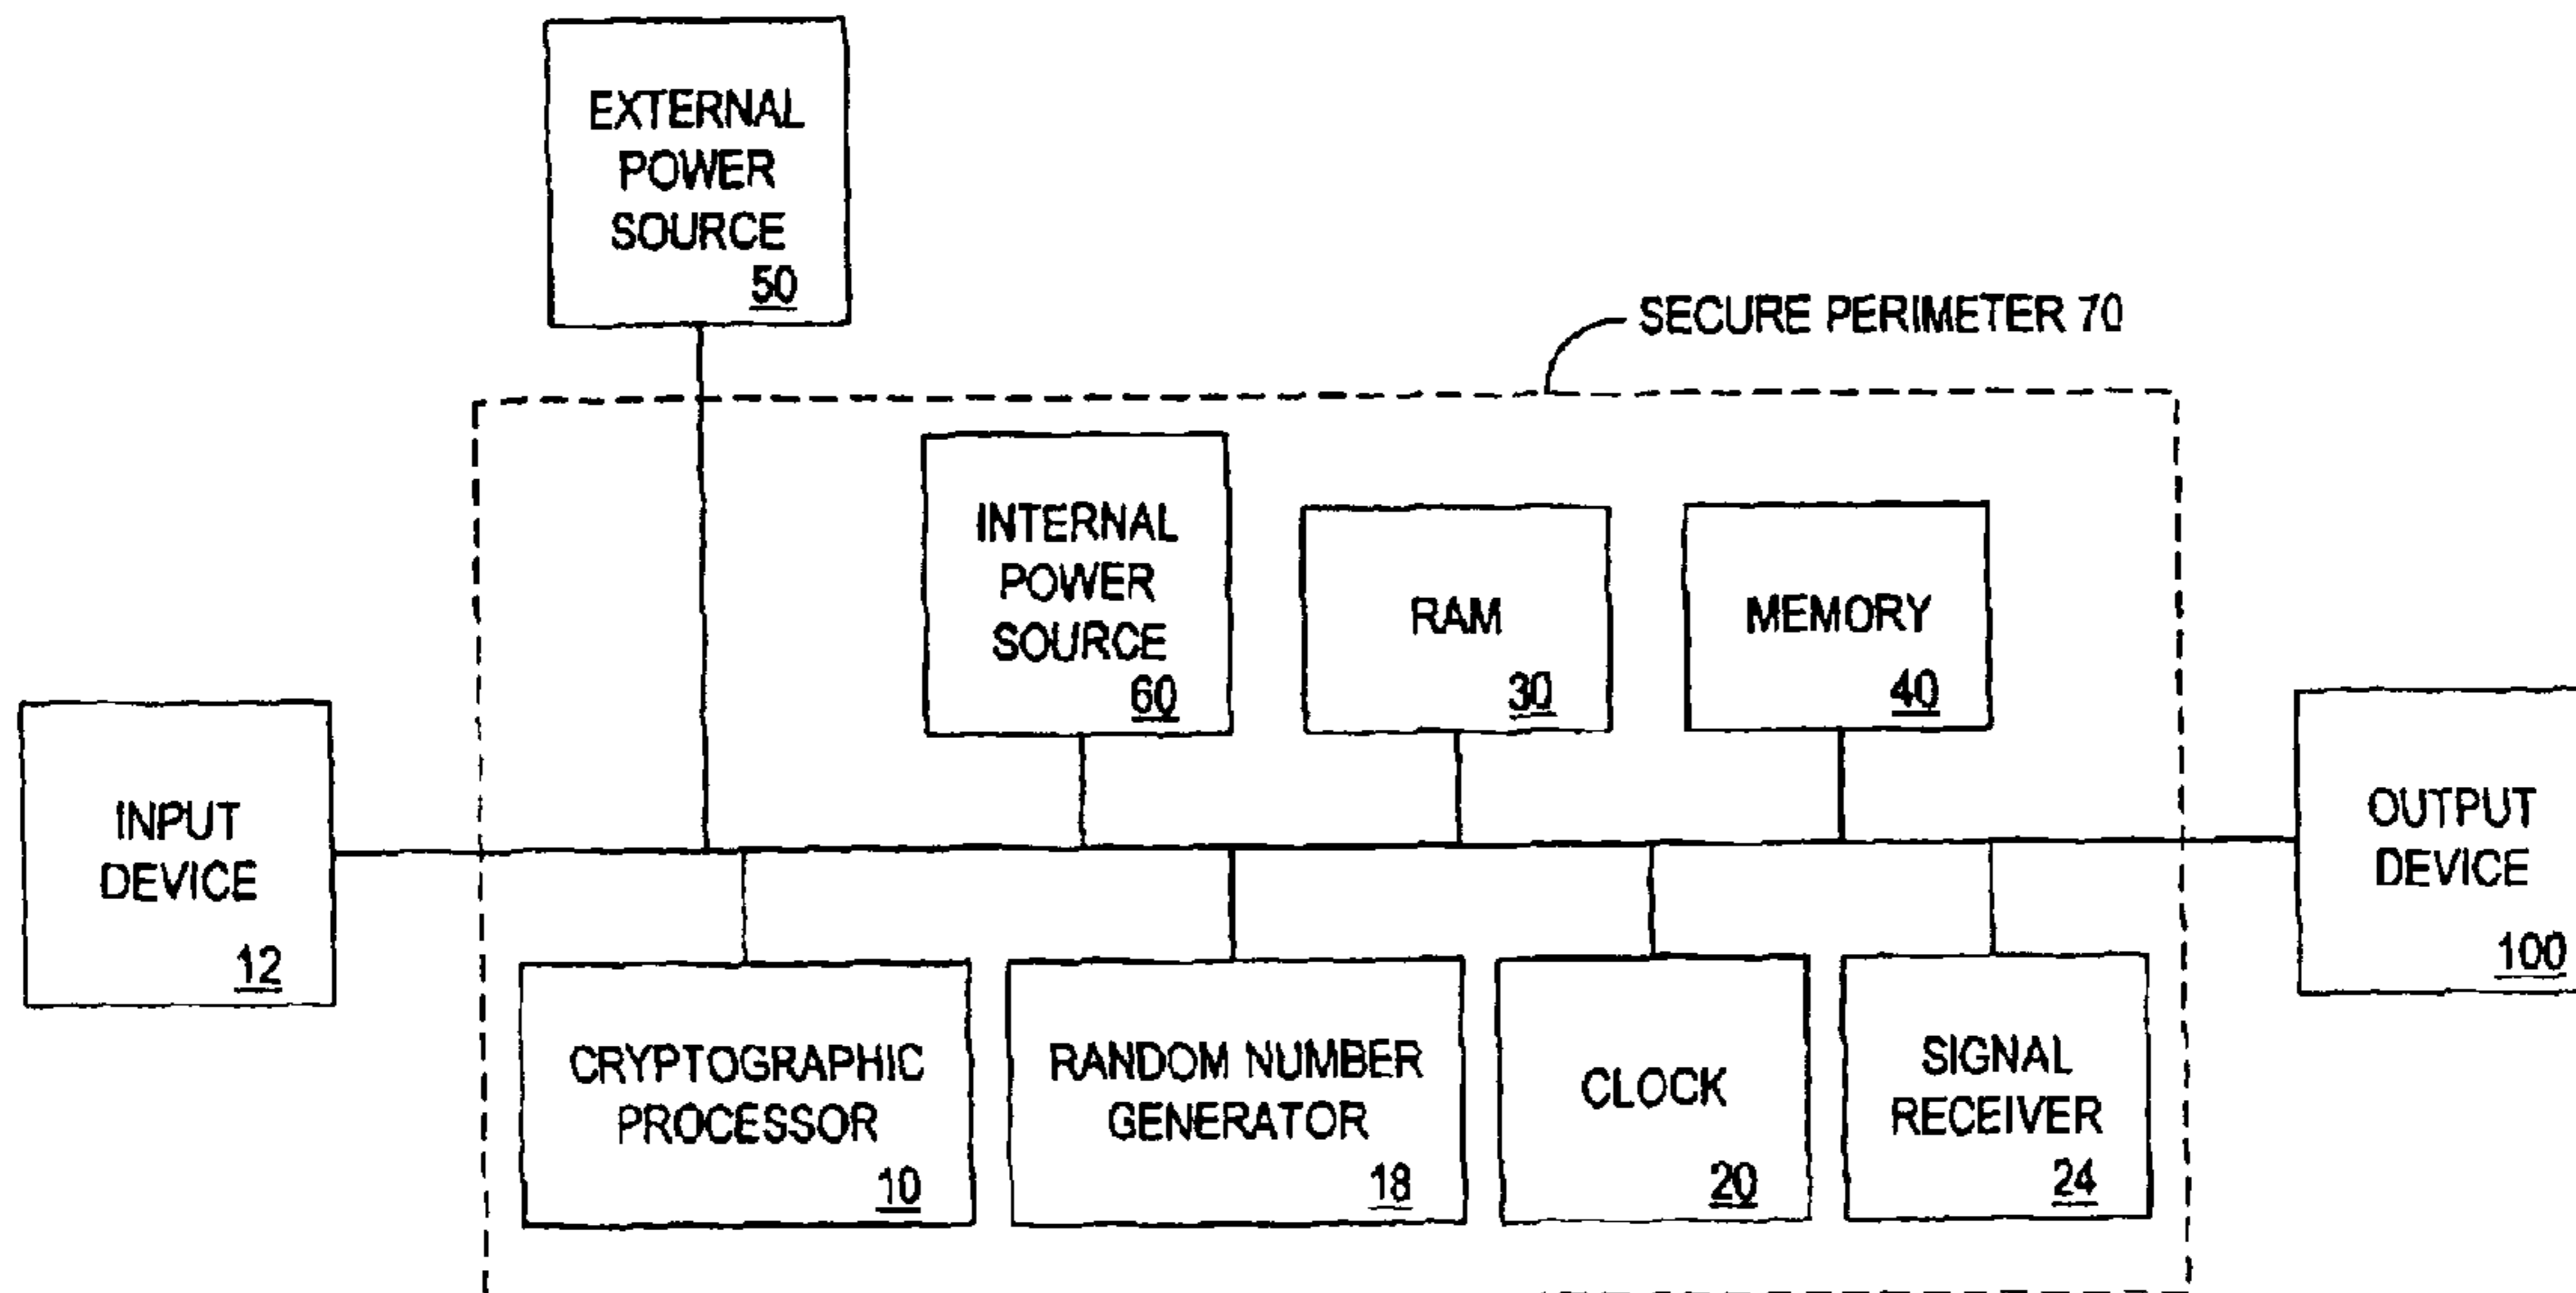 EXTERNAL
POWER
SOURCE
50
SECURE PERIMETER 70
INTERNAL
POWER
SOURCE
60
RAM
30
MEMORY
40
INPUT
DEVICE
12
OUTPUT
DEVICE
100
CRYPTOGRAPHIC
PROCESSOR
10
RANDOM NUMBER
GENERATOR
18
CLOCK
20
SIGNAL
RECEIVER
24